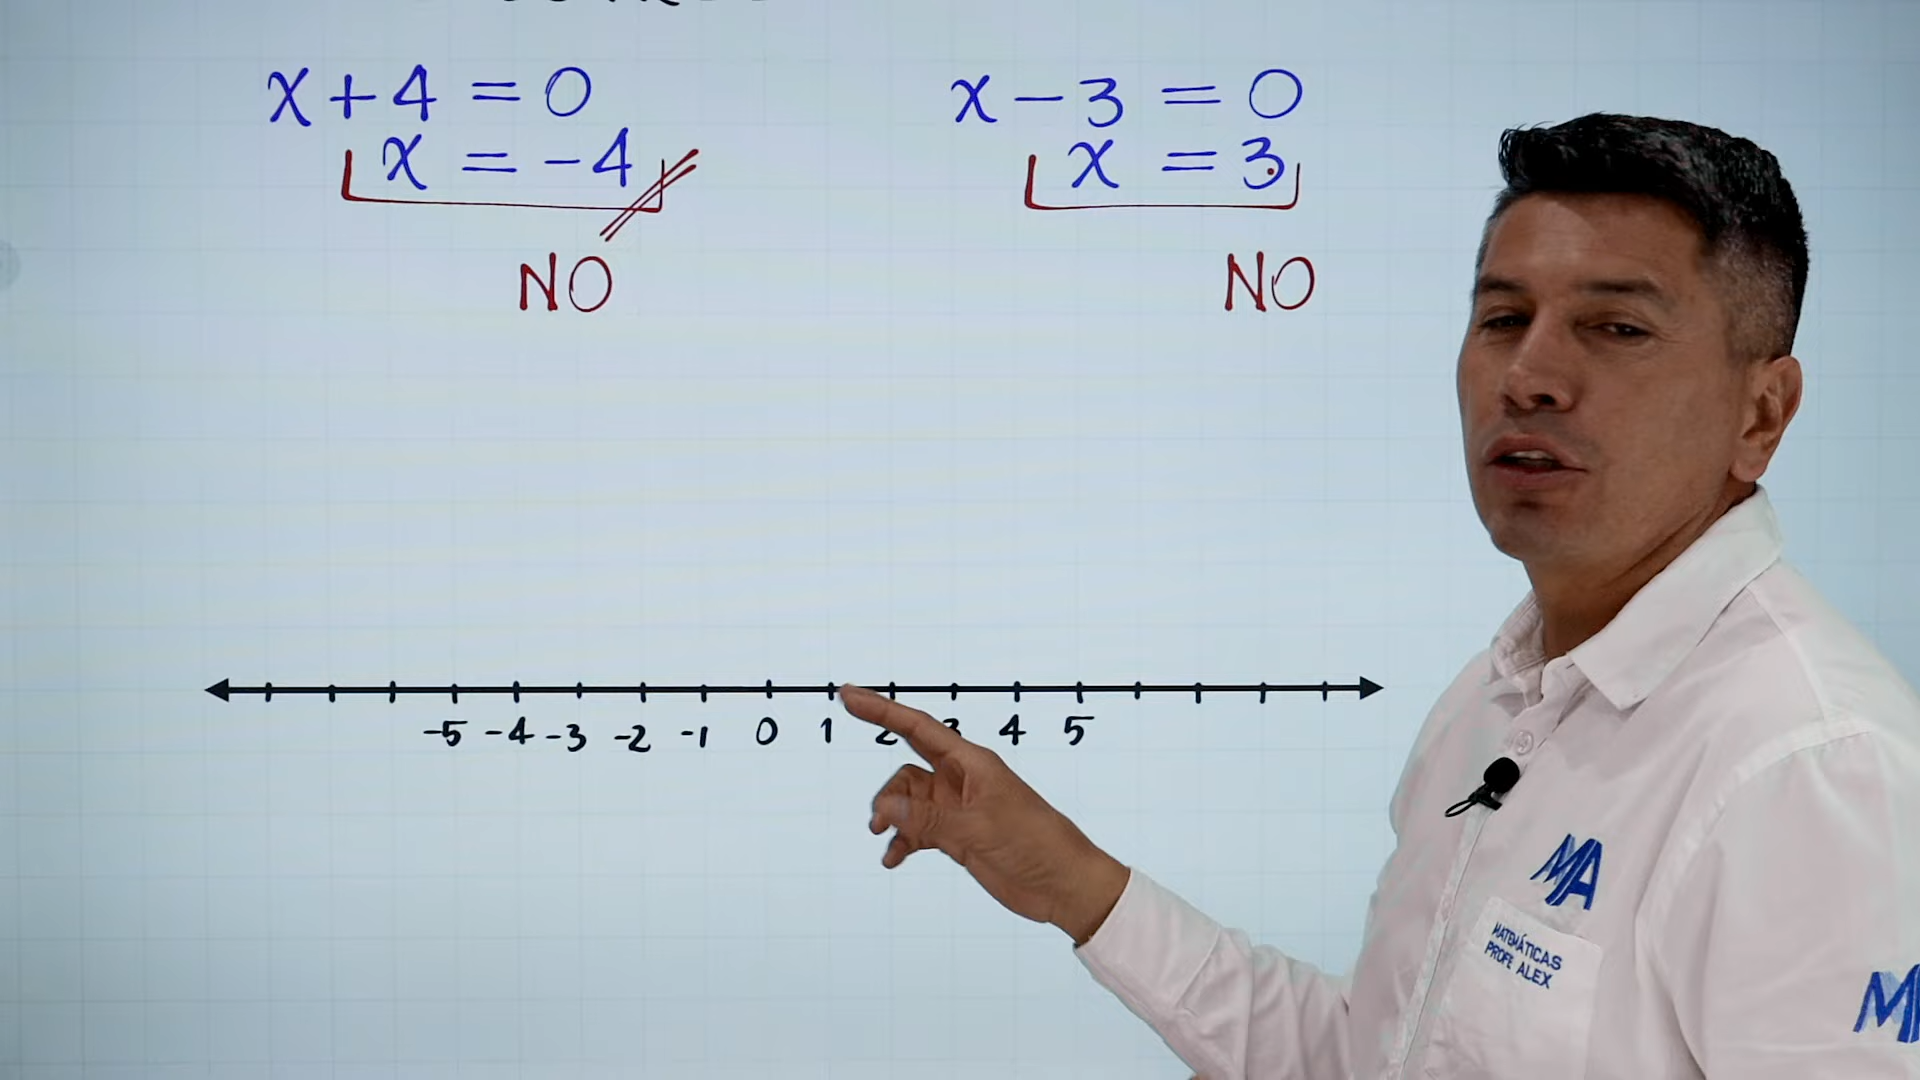 x + 4 = 0
x = -4
NO
x - 3 = 0
x = 3
NO
-5 -4 -3 -2 -1 0 1 2 3 4 5
MA
MATEMÁTICAS
PROFE ALEX